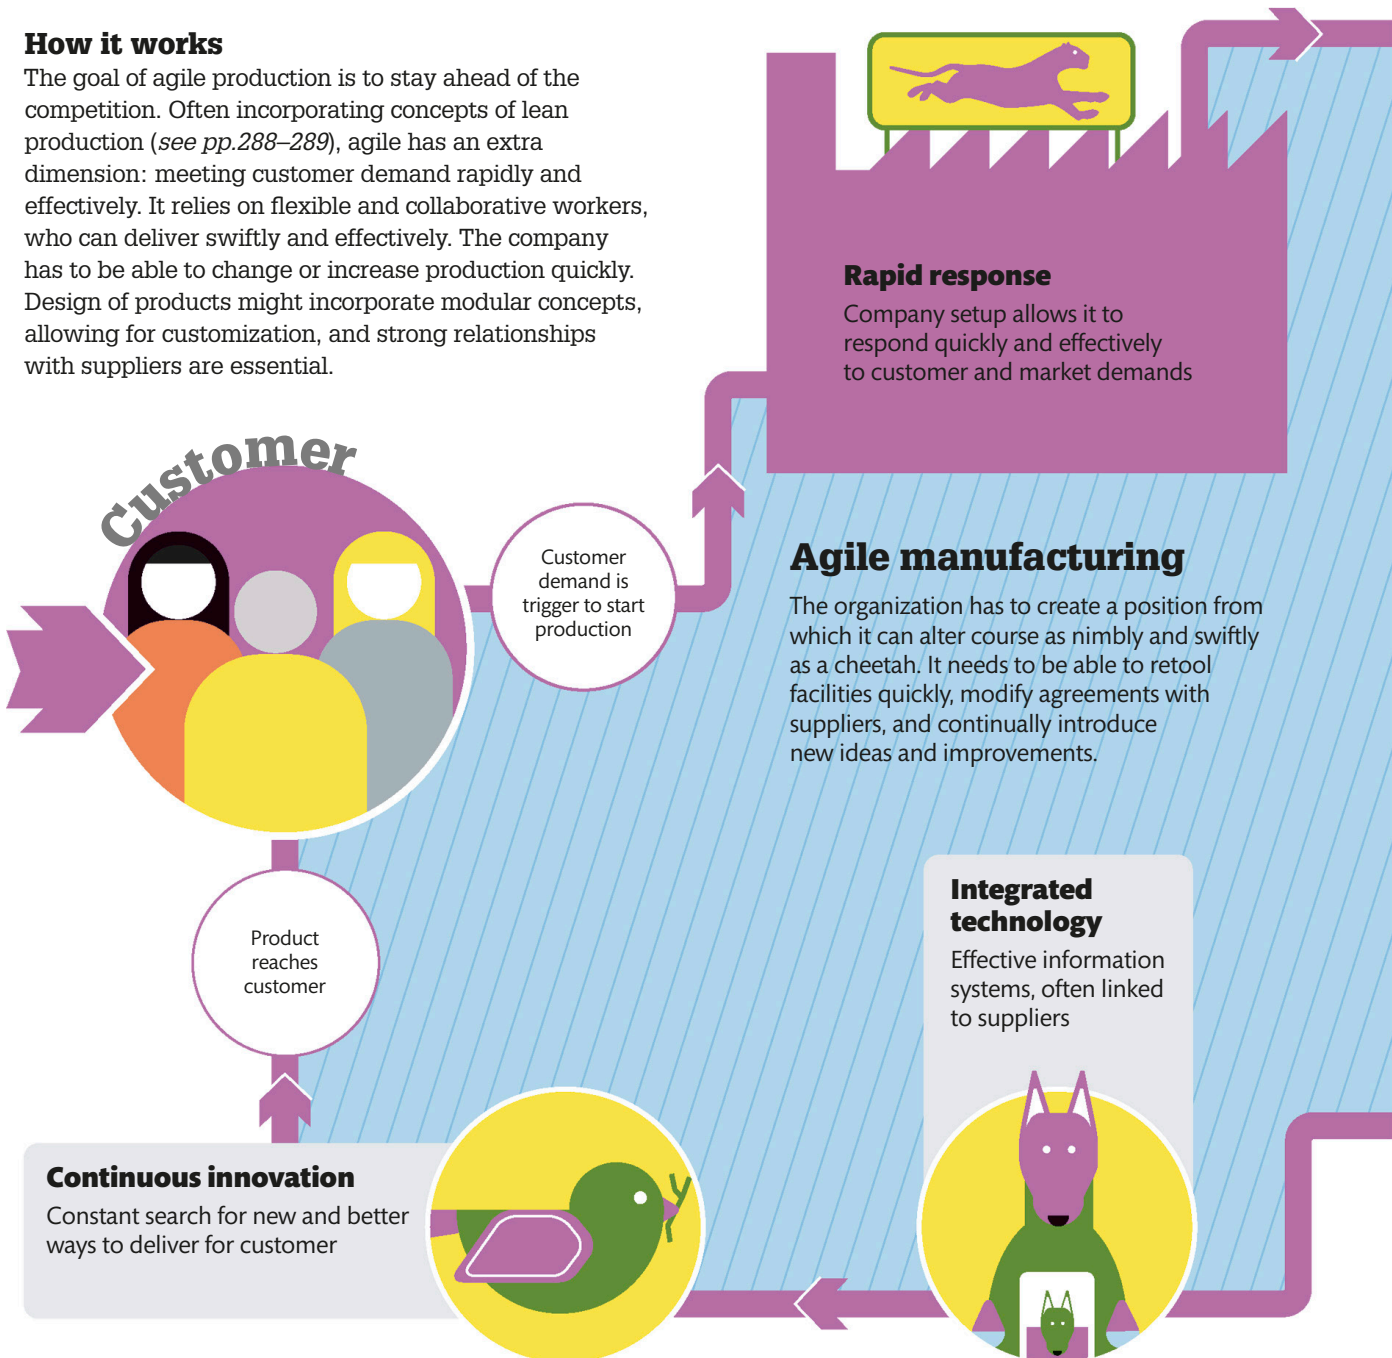 How it works
The goal of agile production is to stay ahead of the
competition. Often incorporating concepts of lean
production (see pp.288–289), agile has an extra
dimension: meeting customer demand rapidly and
effectively. It relies on flexible and collaborative workers,
who can deliver swiftly and effectively. The company
has to be able to change or increase production quickly.
Design of products might incorporate modular concepts,
allowing for customization, and strong relationships
with suppliers are essential.
Rapid response
Company setup allows it to
respond quickly and effectively
to customer and market demands
Customer
Customer
demand is
trigger to start
production
Agile manufacturing
The organization has to create a position from
which it can alter course as nimbly and swiftly
as a cheetah. It needs to be able to retool
facilities quickly, modify agreements with
suppliers, and continually introduce
new ideas and improvements.
Integrated
technology
Effective information
systems, often linked
to suppliers
Product
reaches
customer
Continuous innovation
Constant search for new and better
ways to deliver for customer